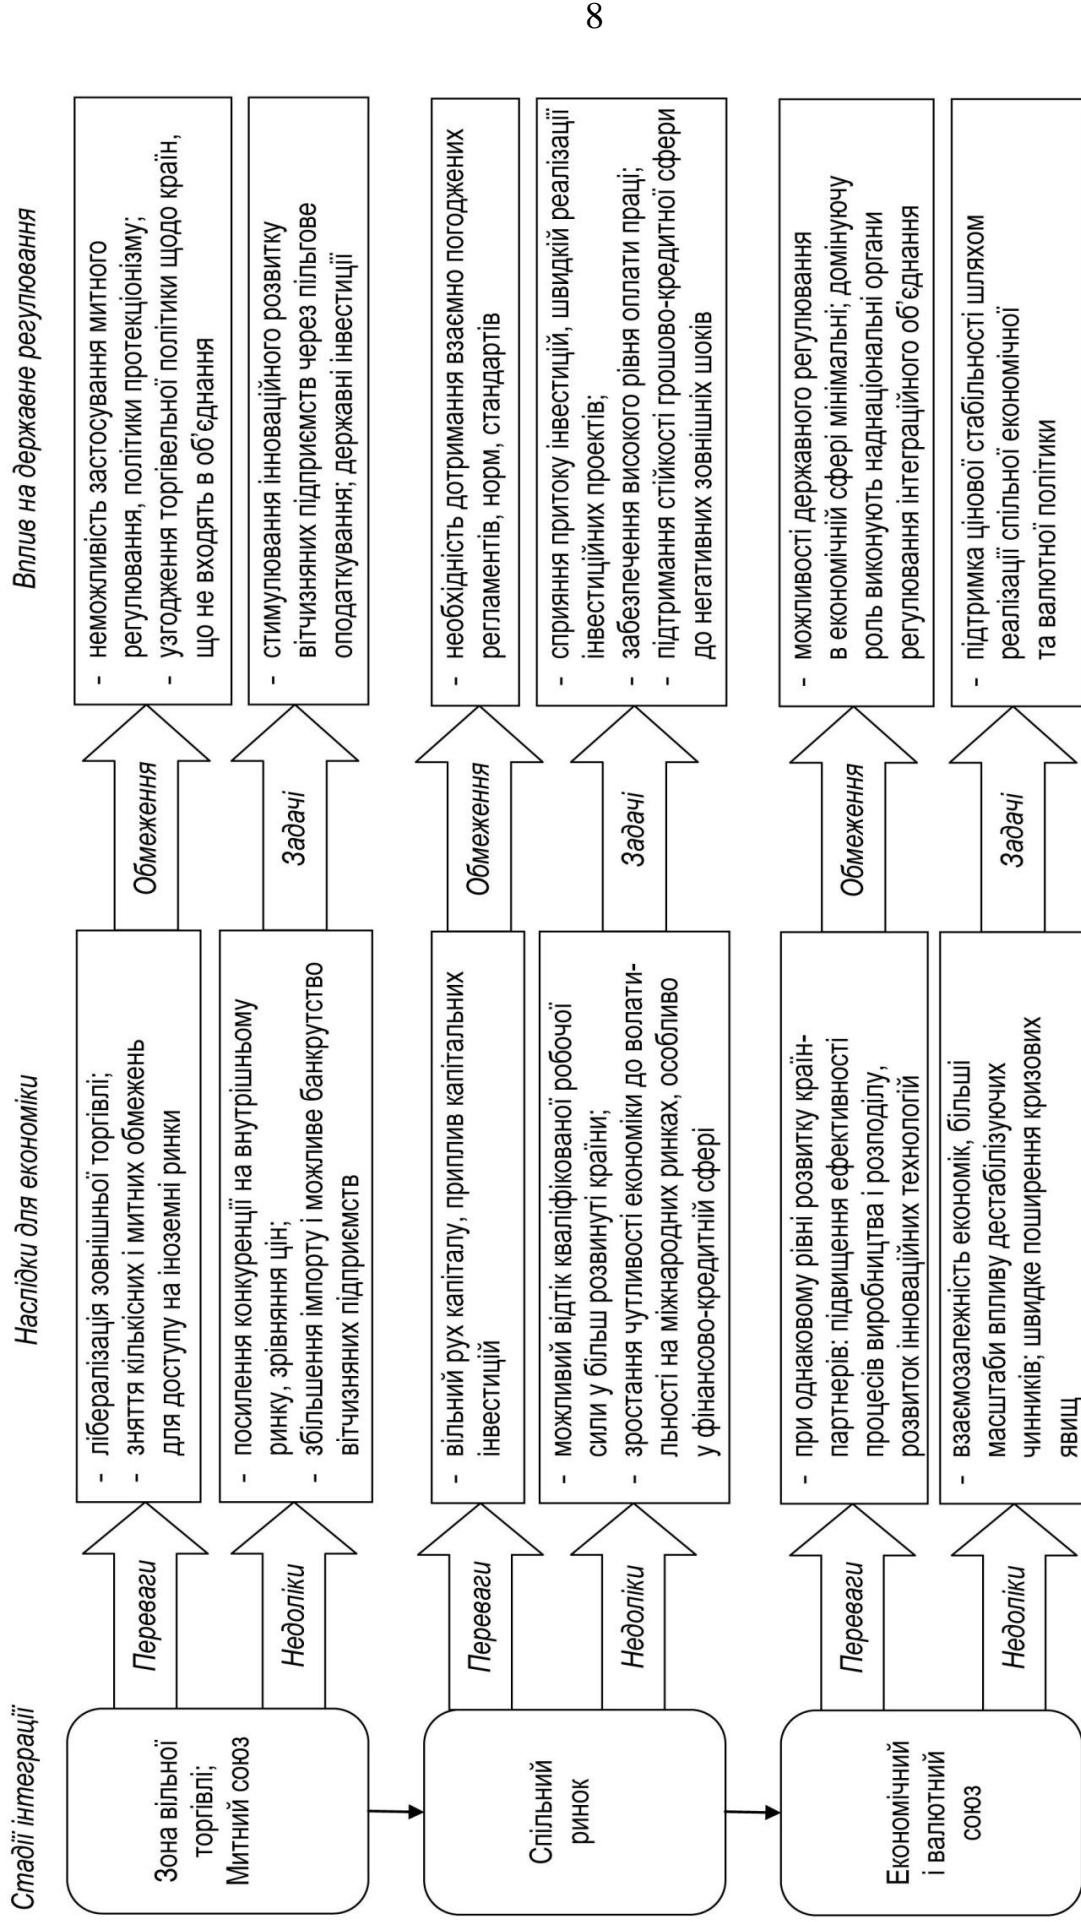 8
Стадії інтеграції
Наслідки для економіки
Вплив на державне регулювання
Зона вільної
торгівлі;
Митний союз
Переваги
- лібералізація зовнішньої торгівлі;
зняття кількісних і митних обмежень
для доступу на іноземні ринки
Обмеження
- неможливість застосування митного
регулювання, політики протекціонізму;
- узгодження торгівельної політики щодо країн,
що не входять в об’єднання
Недоліки
- посилення конкуренції на внутрішньому
ринку, зрівняння цін;
- збільшення імпорту і можливе банкрутство
вітчизняних підприємств
Задачі
- стимулювання інноваційного розвитку
вітчизняних підприємств через пільгове
оподаткування; державні інвестиції
Спільний
ринок
Переваги
- вільний рух капіталу, приплив капітальних
інвестицій
Обмеження
- необхідність дотримання взаємно погоджених
регламентів, норм, стандартів
Недоліки
- можливий відтік кваліфікованої робочої
сили у більш розвинуті країни;
- зростання чутливості економіки до волати-
льності на міжнародних ринках, особливо
у фінансово-кредитній сфері
Задачі
- сприяння притоку інвестицій, швидкій реалізації
інвестиційних проектів;
- забезпечення високого рівня оплати праці;
- підтримання стійкості грошово-кредитної сфери
до негативних зовнішніх шоків
Економічний
і валютний
союз
Переваги
- при однаковому рівні розвитку країн-
партнерів: підвищення ефективності
процесів виробництва і розподілу,
розвиток інноваційних технологій
Обмеження
- можливості державного регулювання
в економічній сфері мінімальні; домінуючу
роль виконують наднаціональні органи
регулювання інтеграційного об’єднання
Недоліки
- взаємозалежність економік, більші
масштаби впливу дестабілізуючих
чинників; швидке поширення кризових
явищ
Задачі
- підтримка цінової стабільності шляхом
реалізації спільної економічної
та валютної політики